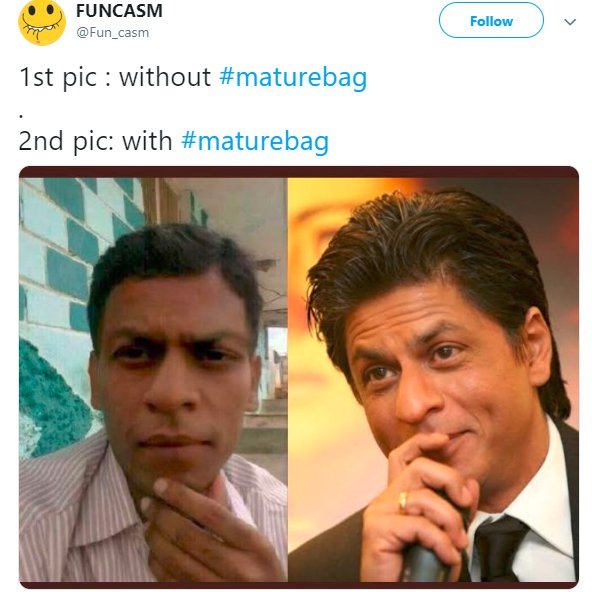 FUNCASM
@Fun_casm
Follow
1st pic : without #maturebag
.
2nd pic: with #maturebag